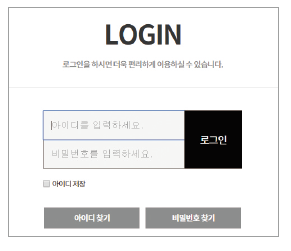 LOGIN
로그인을 하시면 더욱 편리하게 이용하실 수 있습니다.
아이디를 입력하세요
로그인
비밀번호를 입력하세요.
아이디 저장
아이디 찾기
비밀번호 찾기